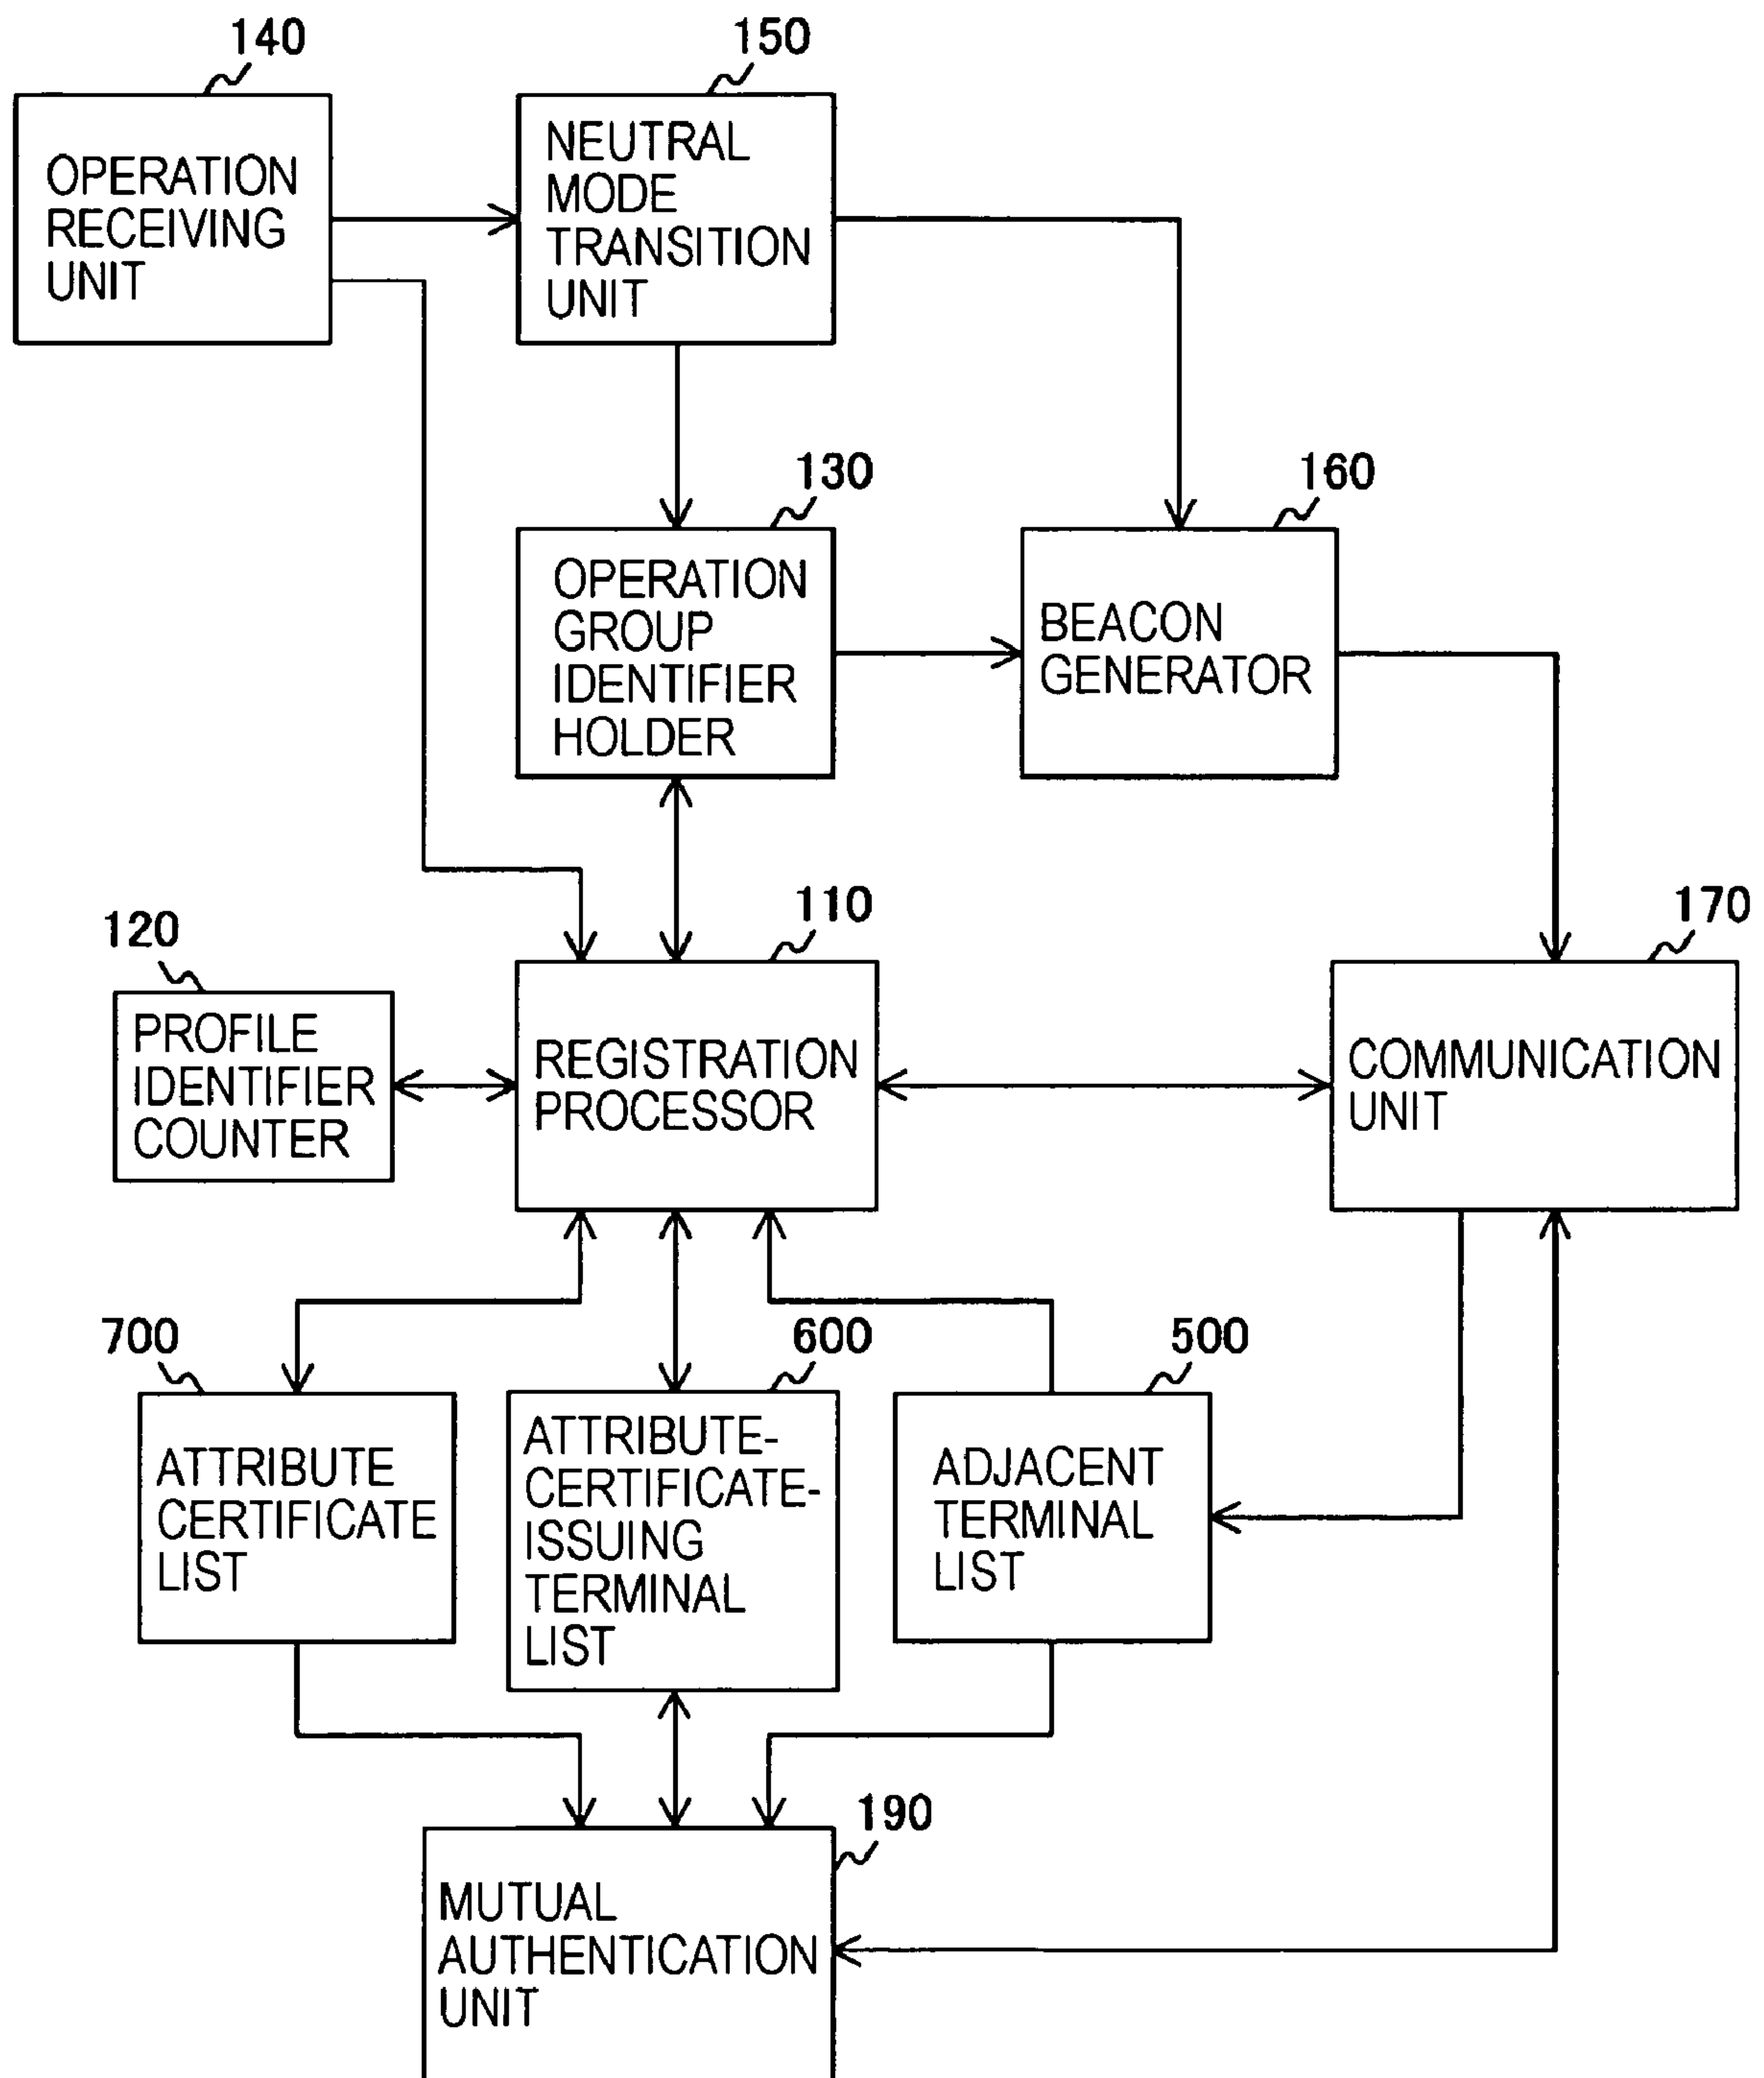 140
OPERATION
RECEIVING
UNIT
150
NEUTRAL
MODE
TRANSITION
UNIT
130
OPERATION
GROUP
IDENTIFIER
HOLDER
160
BEACON
GENERATOR
120
PROFILE
IDENTIFIER
COUNTER
110
REGISTRATION
PROCESSOR
170
COMMUNICATION
UNIT
700
ATTRIBUTE
CERTIFICATE
LIST
600
ATTRIBUTE-
CERTIFICATE-
ISSUING
TERMINAL
LIST
500
ADJACENT
TERMINAL
LIST
190
MUTUAL
AUTHENTICATION
UNIT